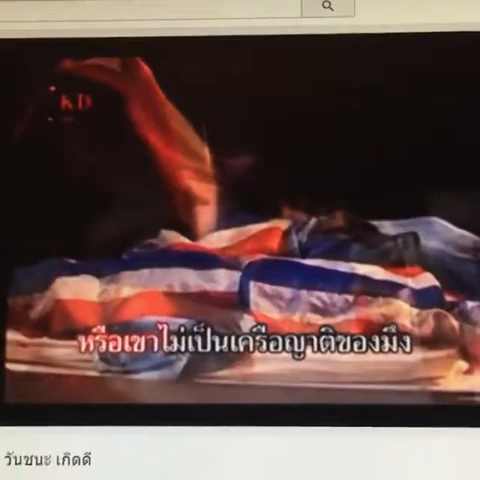 KD
หรือเขาไม่เป็นเครือญาติของมึง
วันชนะ เกิดดี